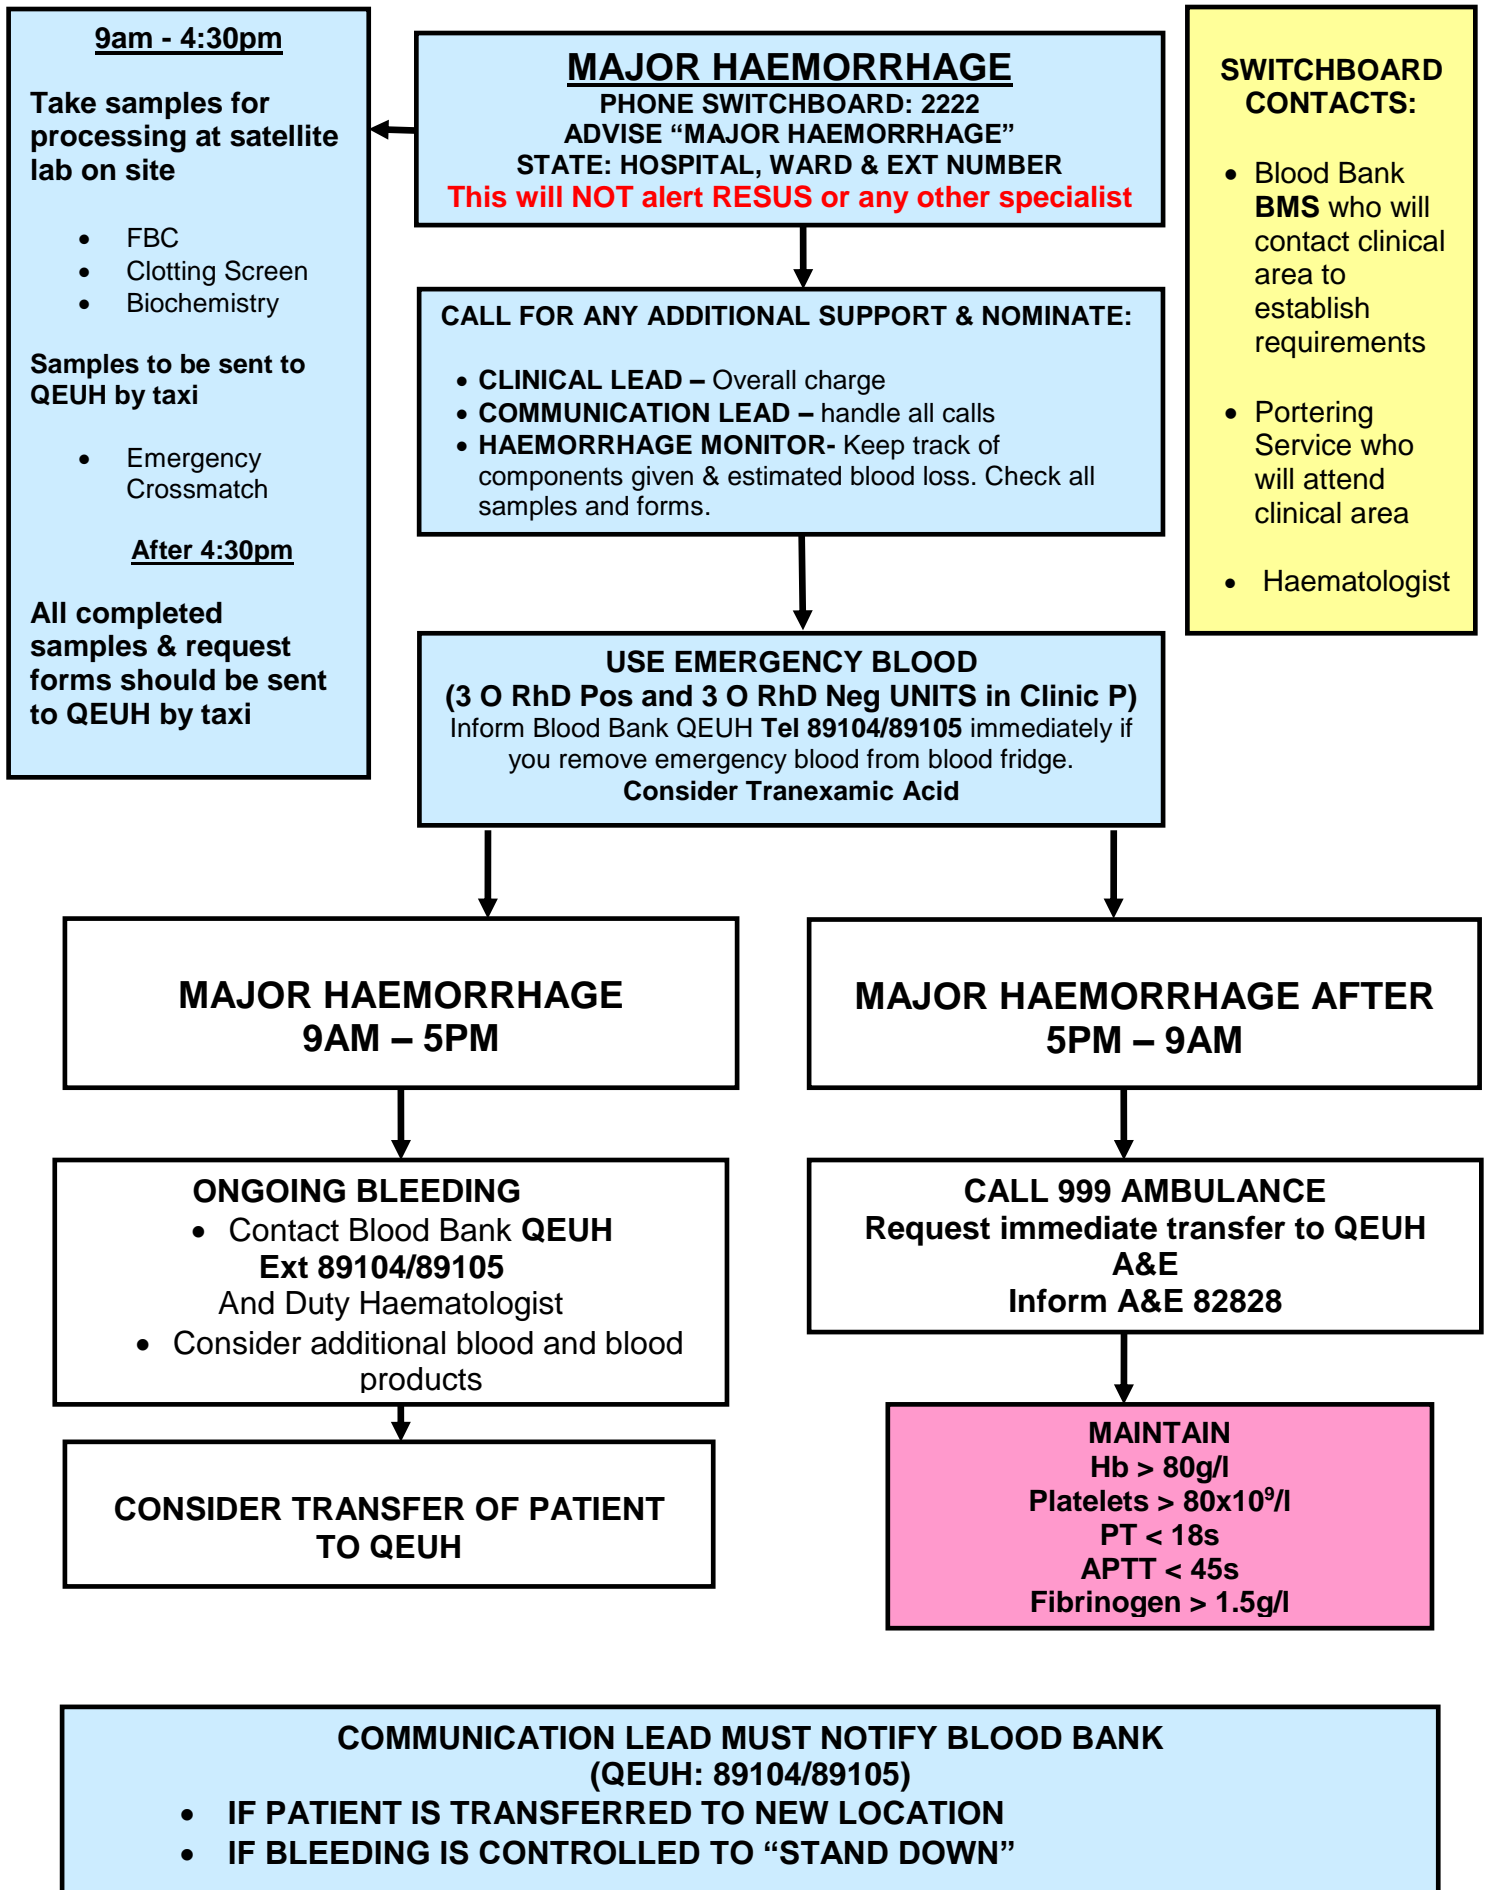 9am - 4:30pm
Take samples for
processing at satellite
lab on site
• FBC
• Clotting Screen
• Biochemistry
Samples to be sent to
QEUH by taxi
• Emergency
Crossmatch
After 4:30pm
All completed
samples & request
forms should be sent
to QEUH by taxi
MAJOR HAEMORRHAGE
PHONE SWITCHBOARD: 2222
ADVISE “MAJOR HAEMORRHAGE”
STATE: HOSPITAL, WARD & EXT NUMBER
This will NOT alert RESUS or any other specialist
SWITCHBOARD
CONTACTS:
• Blood Bank
BMS who will
contact clinical
area to
establish
requirements
• Portering
Service who
will attend
clinical area
• Haematologist
CALL FOR ANY ADDITIONAL SUPPORT & NOMINATE:
• CLINICAL LEAD – Overall charge
• COMMUNICATION LEAD – handle all calls
• HAEMORRHAGE MONITOR- Keep track of
components given & estimated blood loss. Check all
samples and forms.
USE EMERGENCY BLOOD
(3 O RhD Pos and 3 O RhD Neg UNITS in Clinic P)
Inform Blood Bank QEUH Tel 89104/89105 immediately if
you remove emergency blood from blood fridge.
Consider Tranexamic Acid
MAJOR HAEMORRHAGE
9AM – 5PM
ONGOING BLEEDING
• Contact Blood Bank QEUH
Ext 89104/89105
And Duty Haematologist
• Consider additional blood and blood
products
CONSIDER TRANSFER OF PATIENT
TO QEUH
MAJOR HAEMORRHAGE AFTER
5PM – 9AM
CALL 999 AMBULANCE
Request immediate transfer to QEUH
A&E
Inform A&E 82828
MAINTAIN
Hb > 80g/l
Platelets > 80x10⁹/l
PT < 18s
APTT < 45s
Fibrinogen > 1.5g/l
COMMUNICATION LEAD MUST NOTIFY BLOOD BANK
(QEUH: 89104/89105)
• IF PATIENT IS TRANSFERRED TO NEW LOCATION
• IF BLEEDING IS CONTROLLED TO “STAND DOWN”